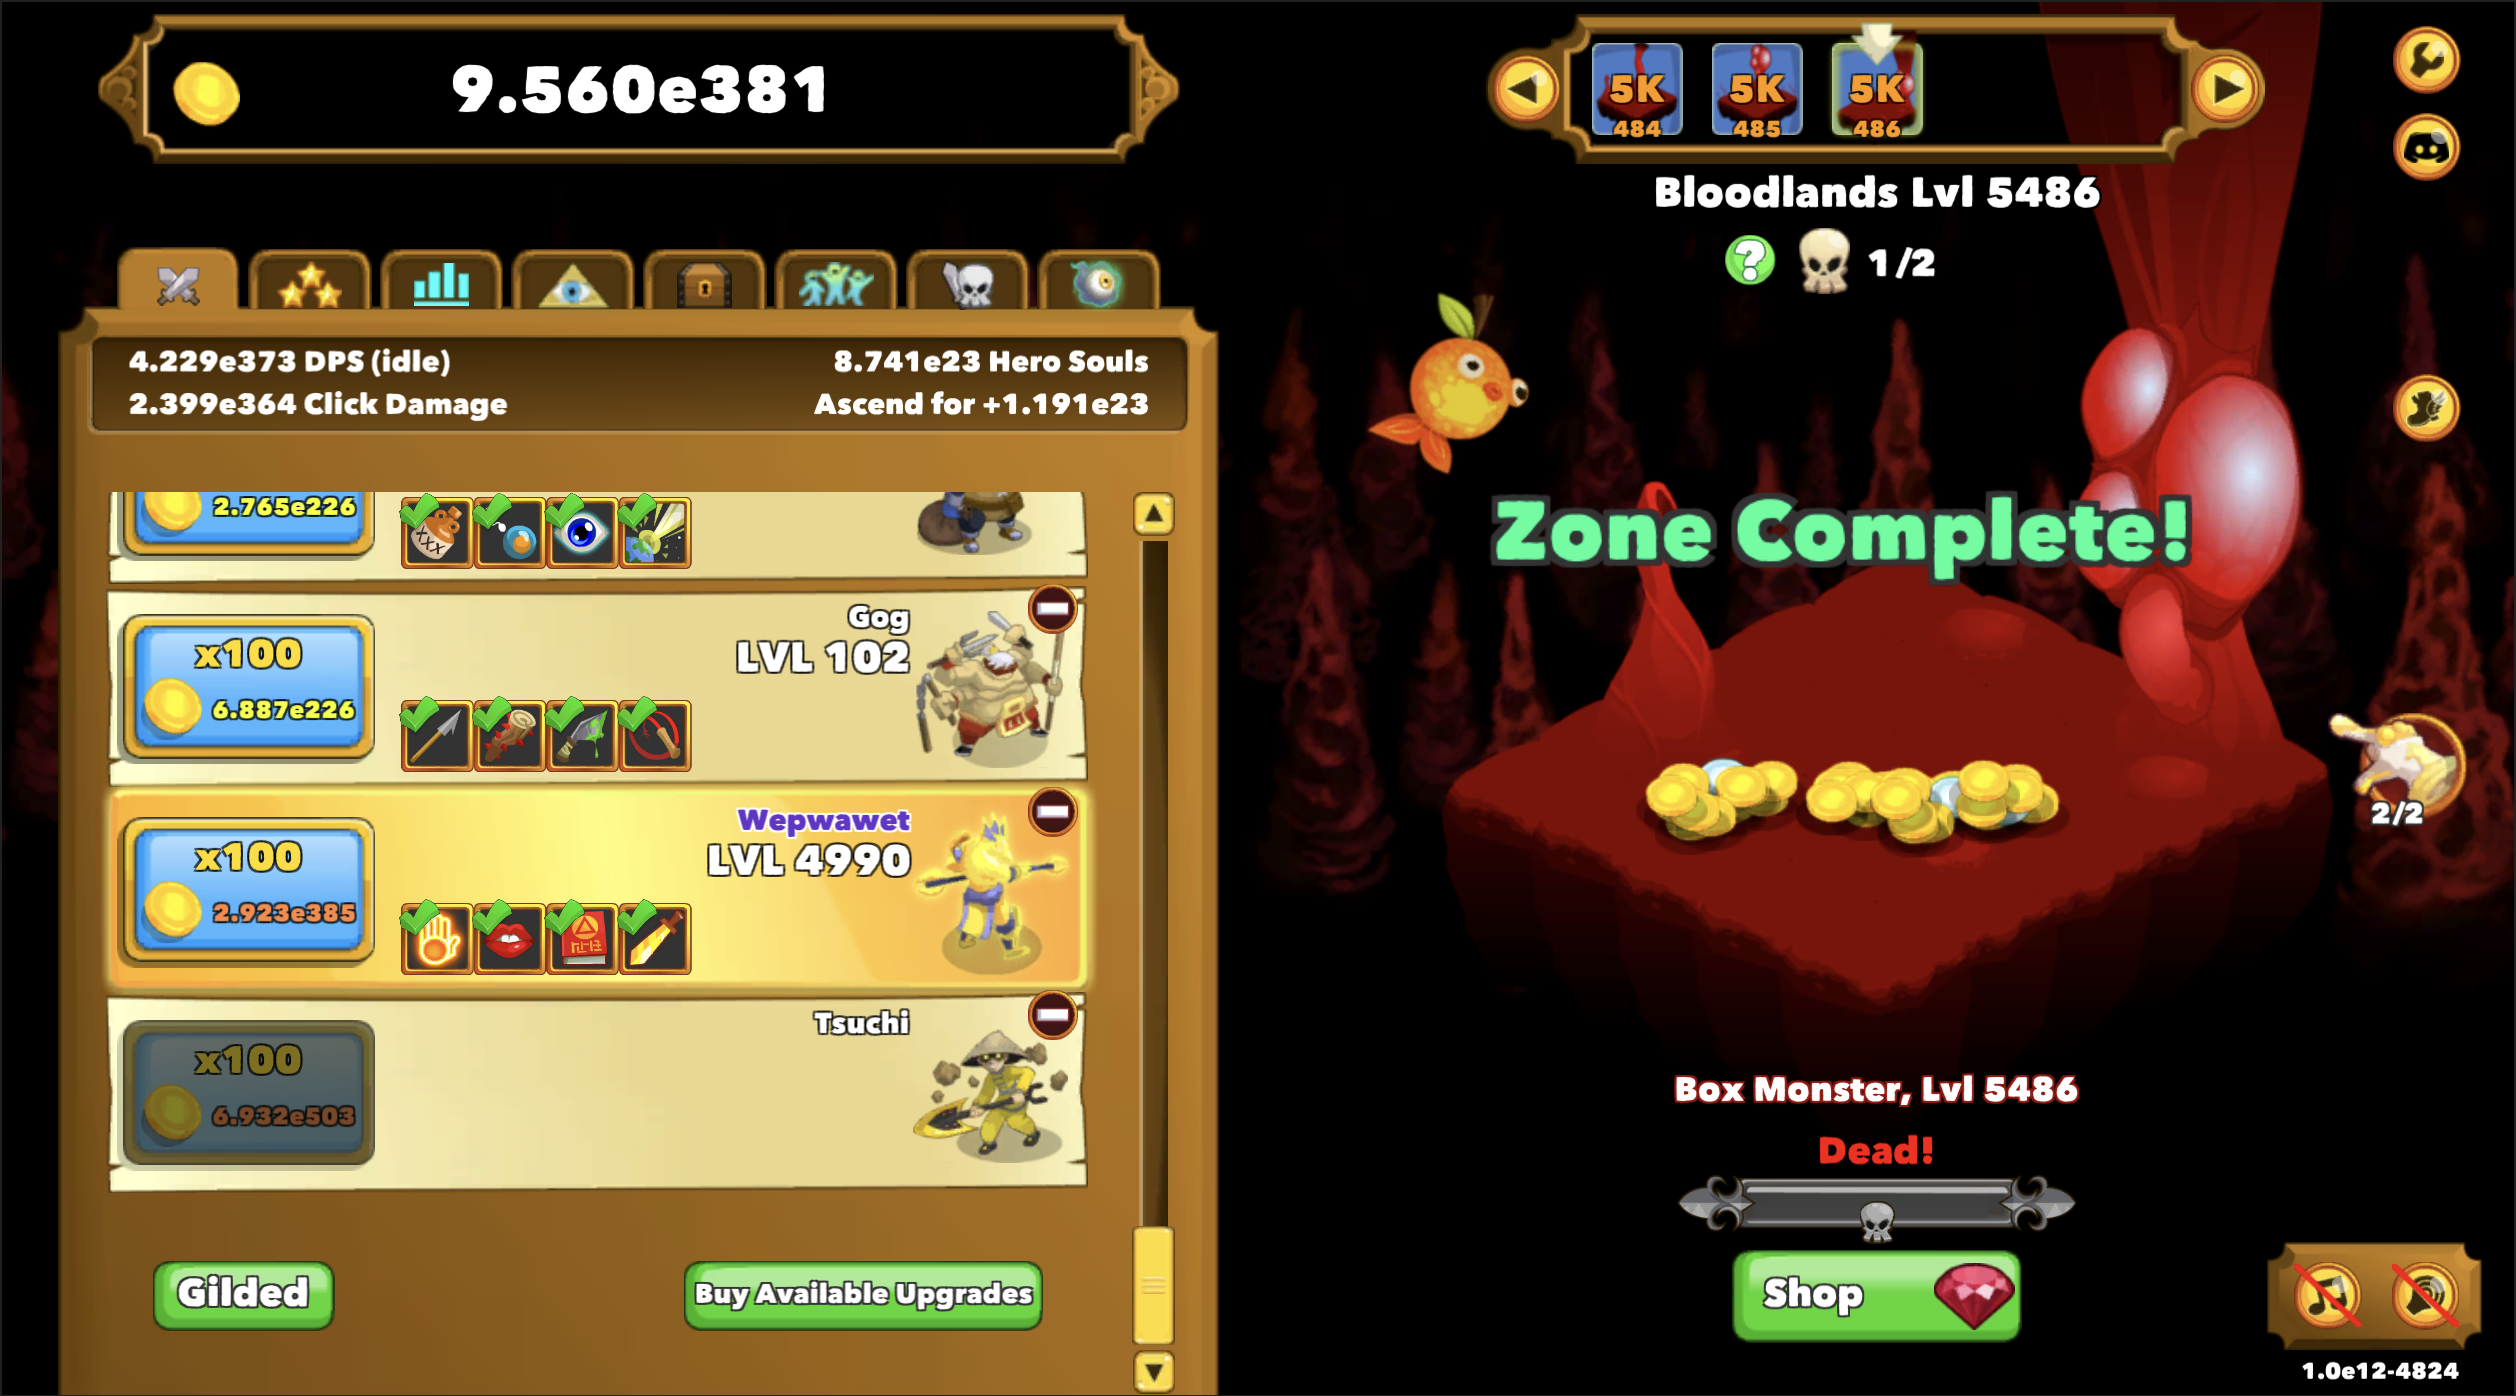 9.560e381
5K
484
5K
485
5K
486
Bloodlands Lvl 5486
?
1/2
4.229e373 DPS (idle)
8.741e23 Hero Souls
2.399e364 Click Damage
Ascend for +1.191e23
2.765e226
XXX
Zone Complete!
Gog
x100
LVL 102
6.887e226
Wepwawet
x100
LVL 4990
2.923e385
2/2
Tsuchi
x100
6.932e503
Box Monster, Lvl 5486
Dead!
Gilded
Buy Available Upgrades
Shop
1.0e12-4824